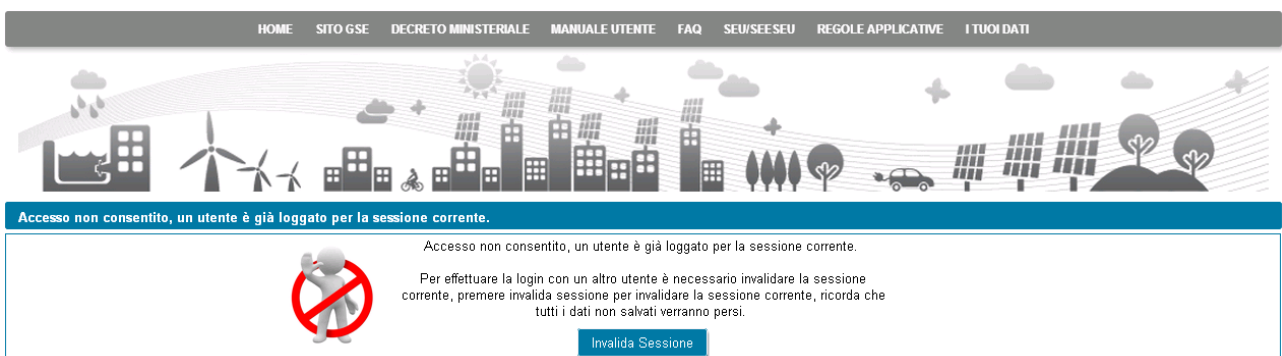 HOME SITO GSE DECRETO MINISTERIALE MANUALE UTENTE FAQ SEU/SEESEU REGOLE APPLICATIVE I TUOI DATI
Accesso non consentito, un utente è già loggato per la sessione corrente.
Accesso non consentito, un utente è già loggato per la sessione corrente.
Per effettuare la login con un altro utente è necessario invalidare la sessione
corrente, premere invalida sessione per invalidare la sessione corrente, ricorda che
tutti i dati non salvati verranno persi.
Invalida Sessione